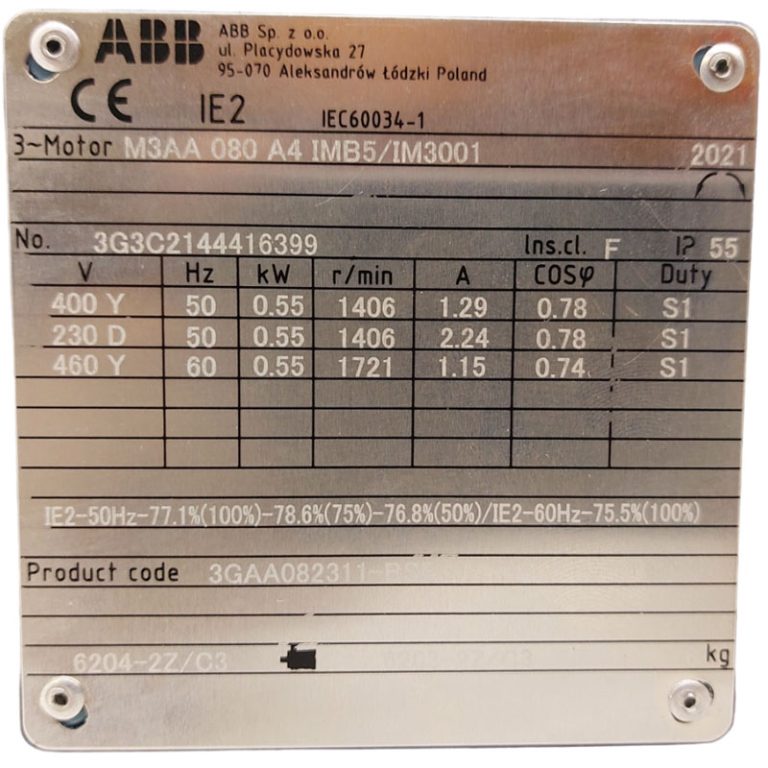 ABB ABB Sp. z o.o.
ul. Placydowska 27
95-070 Aleksandrów Łódzki Poland
CE IE2 IEC60034-1
3~Motor M3AA 080 A4 IMB5/IM3001 2021
No. 3G3C2144416399 Ins.cl. F IP 55
V Hz kW r/min A COSφ Duty
400 Y 50 0.55 1406 1.29 0.78 S1
230 D 50 0.55 1406 2.24 0.78 S1
460 Y 60 0.55 1721 1.15 0.74 S1
IE2-50Hz-77.1%(100%)-78.6%(75%)-76.8%(50%)/IE2-60Hz-75.5%(100%)
Product code
6204-2Z/C3 kg